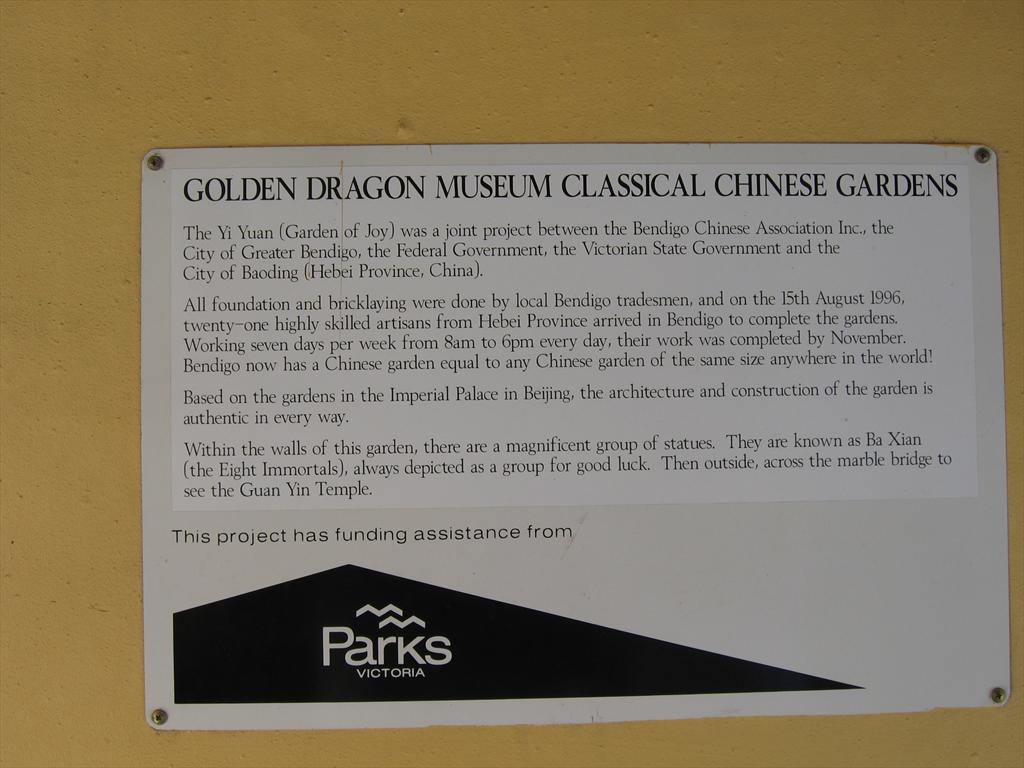 GOLDEN DRAGON MUSEUM CLASSICAL CHINESE GARDENS
The Yi Yuan (Garden of Joy) was a joint project between the Bendigo Chinese Association Inc., the
City of Greater Bendigo, the Federal Government, the Victorian State Government and the
City of Baoding (Hebei Province, China).
All foundation and bricklaying were done by local Bendigo tradesmen, and on the 15th August 1996,
twenty-one highly skilled artisans from Hebei Province arrived in Bendigo to complete the gardens.
Working seven days per week from 8am to 6pm every day, their work was completed by November.
Bendigo now has a Chinese garden equal to any Chinese garden of the same size anywhere in the world!
Based on the gardens in the Imperial Palace in Beijing, the architecture and construction of the garden is
authentic in every way.
Within the walls of this garden, there are a magnificent group of statues. They are known as Ba Xian
(the Eight Immortals), always depicted as a group for good luck. Then outside, across the marble bridge to
see the Guan Yin Temple.
This project has funding assistance from
Parks
VICTORIA